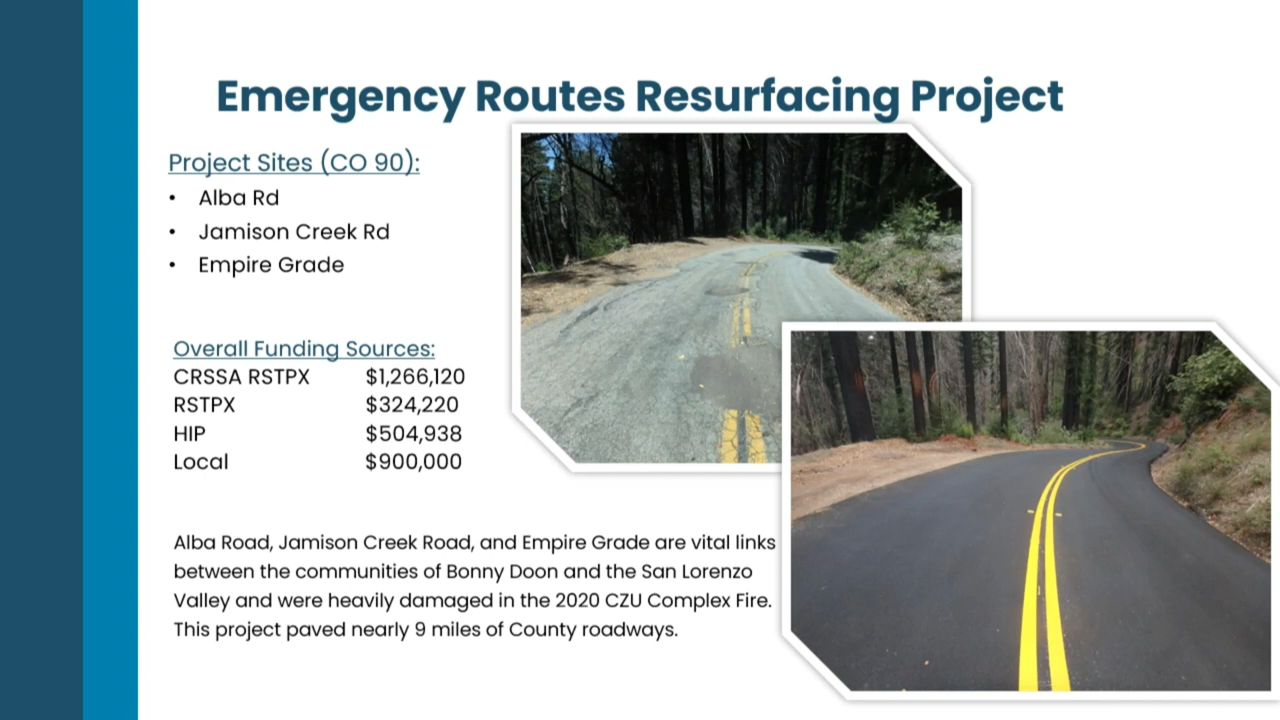 Emergency Routes Resurfacing Project
Project Sites (CO 90):
• Alba Rd
• Jamison Creek Rd
• Empire Grade
Overall Funding Sources:
CRSSA RSTPX $1,266,120
RSTPX $324,220
HIP $504,938
Local $900,000
Alba Road, Jamison Creek Road, and Empire Grade are vital links
between the communities of Bonny Doon and the San Lorenzo
Valley and were heavily damaged in the 2020 CZU Complex Fire.
This project paved nearly 9 miles of County roadways.